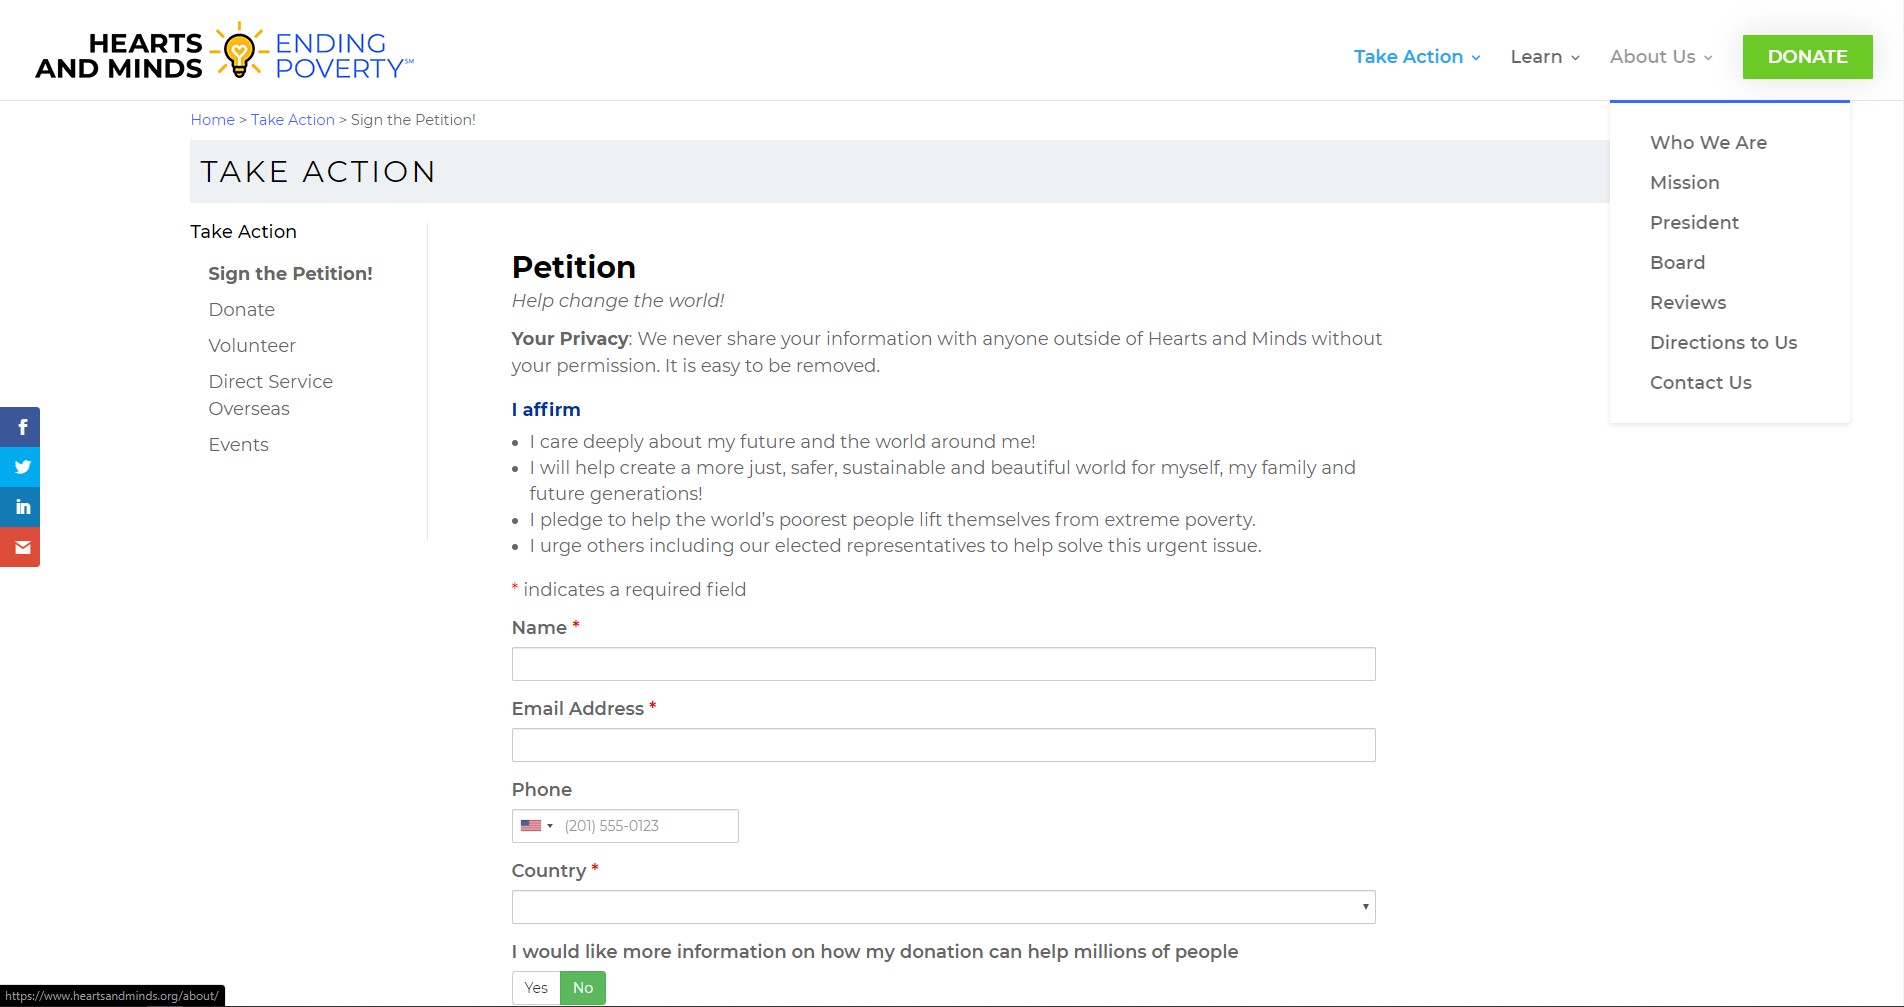 HEARTS
AND MINDS
ENDING
POVERTY℠
Take Action
Learn
About Us
DONATE
Home > Take Action > Sign the Petition!
TAKE ACTION
Who We Are
Mission
President
Board
Reviews
Directions to Us
Contact Us
Take Action
Sign the Petition!
Donate
Volunteer
Direct Service
Overseas
Events
Petition
Help change the world!
Your Privacy: We never share your information with anyone outside of Hearts and Minds without
your permission. It is easy to be removed.
I affirm
• I care deeply about my future and the world around me!
• I will help create a more just, safer, sustainable and beautiful world for myself, my family and
future generations!
• I pledge to help the world’s poorest people lift themselves from extreme poverty.
• I urge others including our elected representatives to help solve this urgent issue.
* indicates a required field
Name *
Email Address *
Phone
(201) 555-0123
Country *
I would like more information on how my donation can help millions of people
Yes No
https://www.heartsandminds.org/about/